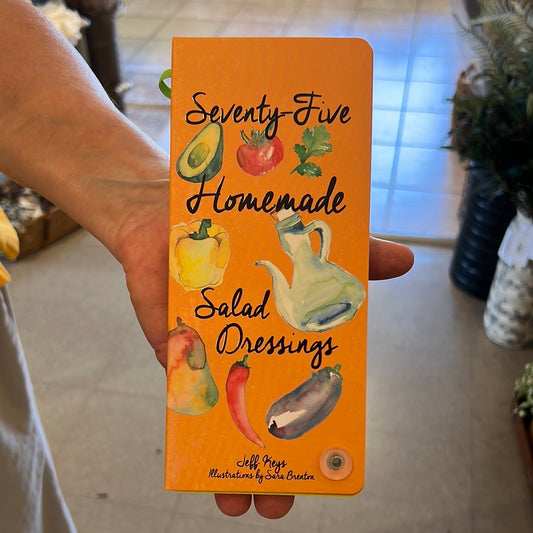 Seventy-Five
Homemade
Salad
Dressings
Jeff Keys
Illustrations by Sara Brenton